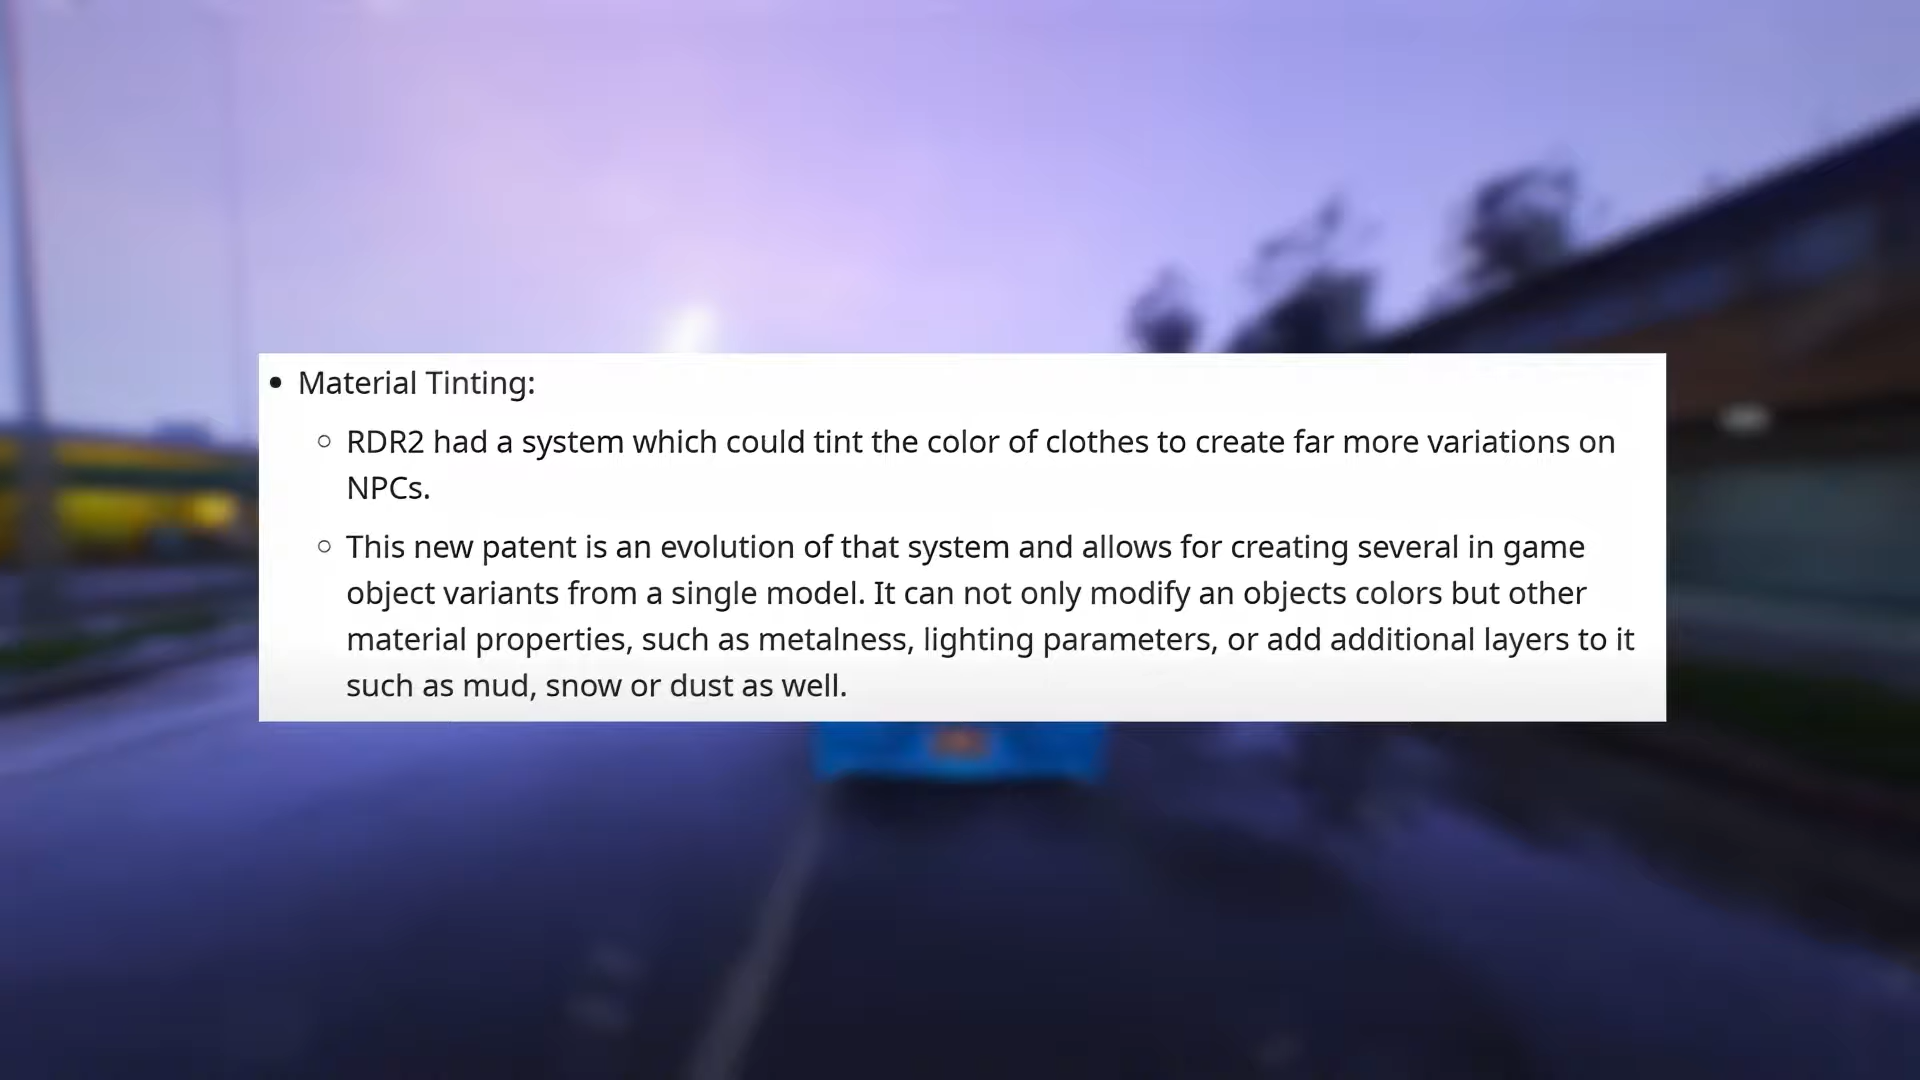 • Material Tinting:
○ RDR2 had a system which could tint the color of clothes to create far more variations on
NPCs.
○ This new patent is an evolution of that system and allows for creating several in game
object variants from a single model. It can not only modify an objects colors but other
material properties, such as metalness, lighting parameters, or add additional layers to it
such as mud, snow or dust as well.